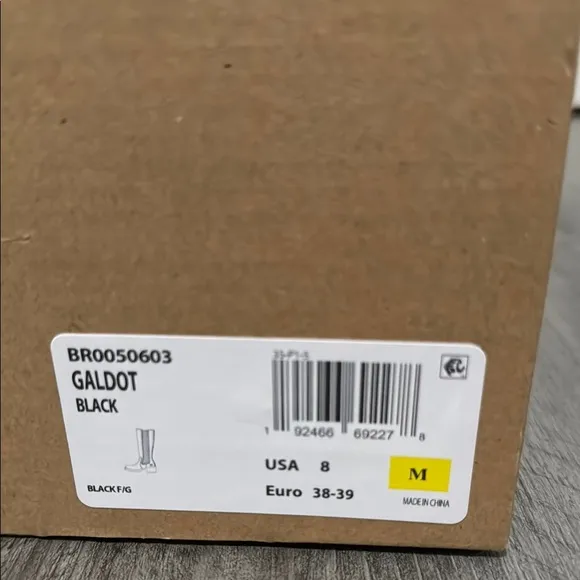 BR0050603
GALDOT
BLACK
BLACK F/G
1 92466 69227 8
USA 8
Euro 38-39
M
MADE IN CHINA